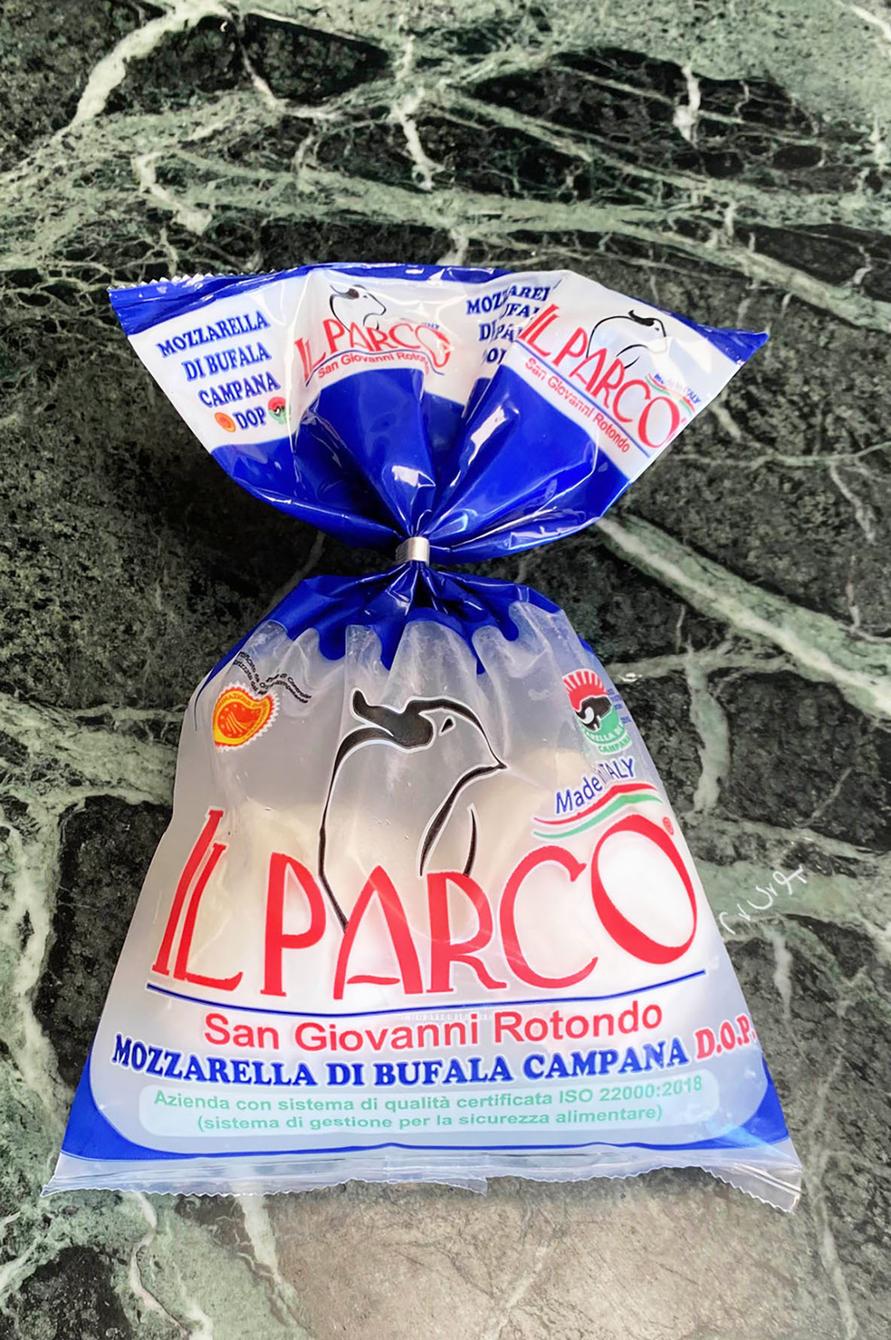 MOZZARELLA
DI BUFALA
CAMPANA
DOP
IL PARCO
San Giovanni Rotondo
IL PARCO
San Giovanni Rotondo
Made ITALY
IL PARCO®
San Giovanni Rotondo
MOZZARELLA DI BUFALA CAMPANA D.O.P.
Azienda con sistema di qualità certificata ISO 22000:2018
(sistema di gestione per la sicurezza alimentare)